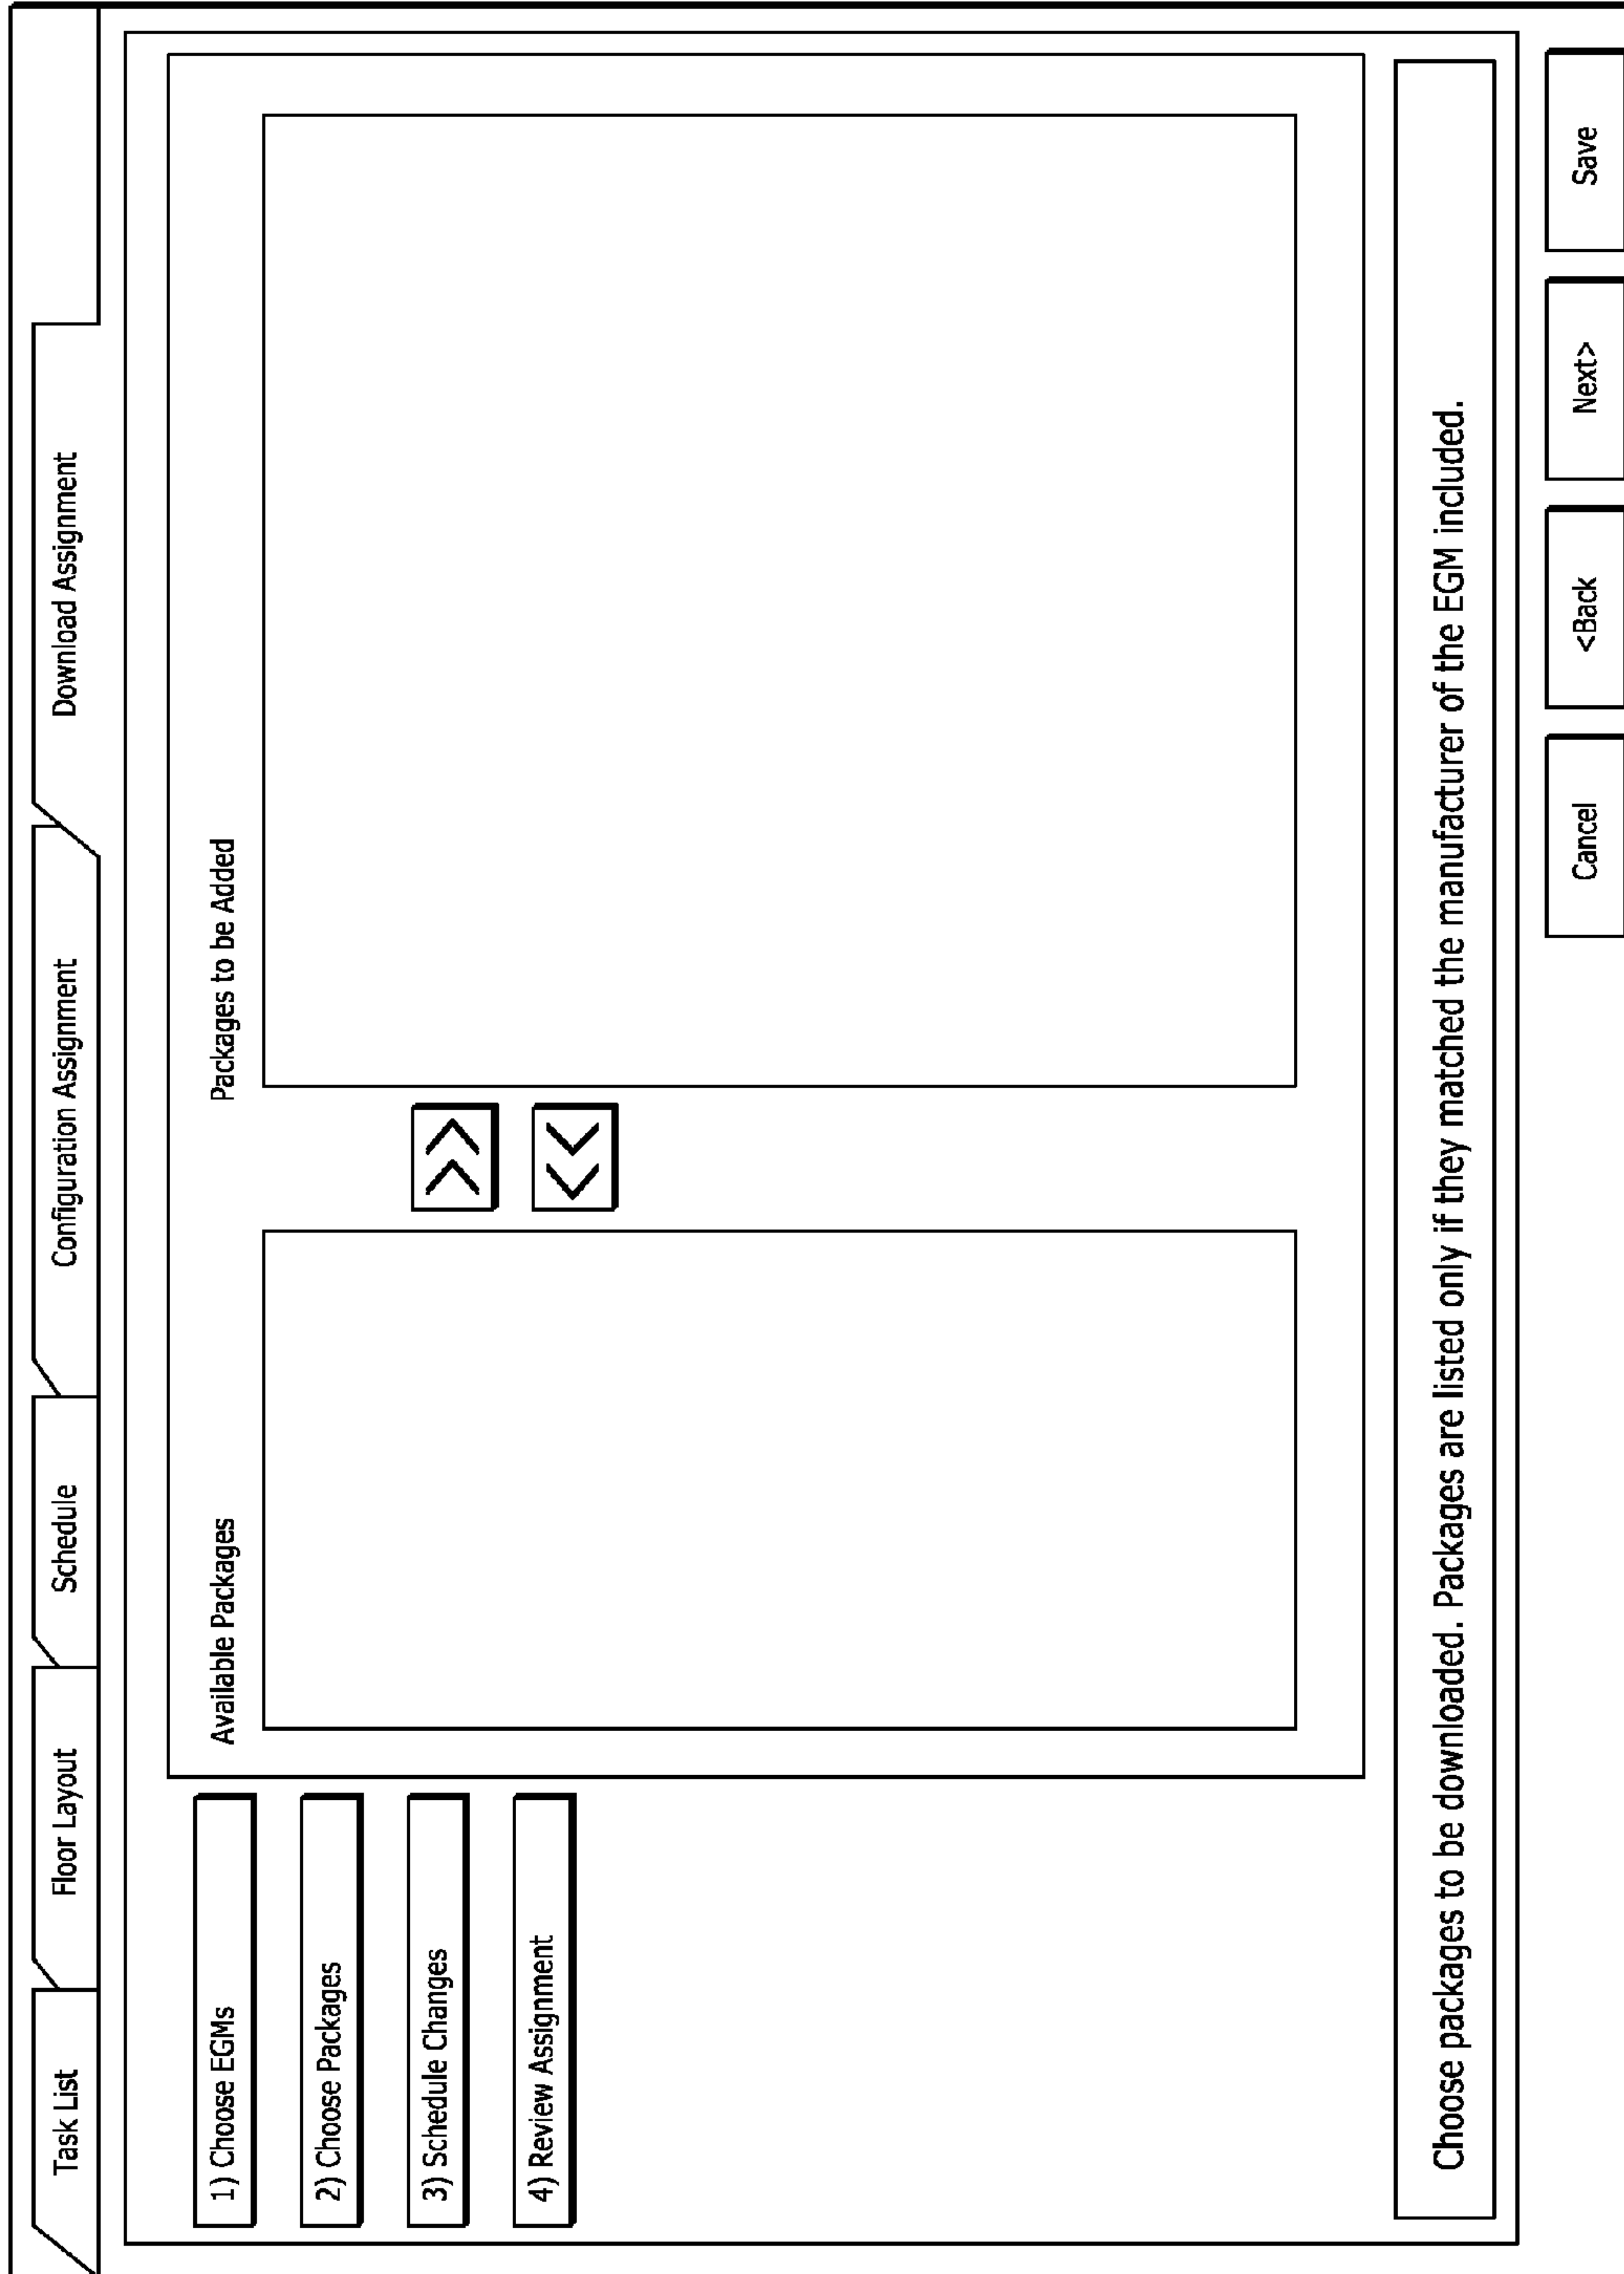 Task List
Floor Layout
Schedule
Configuration Assignment
Download Assignment
1) Choose EGMs
2) Choose Packages
3) Schedule Changes
4) Review Assignment
Available Packages
Packages to be Added
>>
<<
Choose packages to be downloaded. Packages are listed only if they matched the manufacturer of the EGM included.
Cancel
<Back
Next>
Save